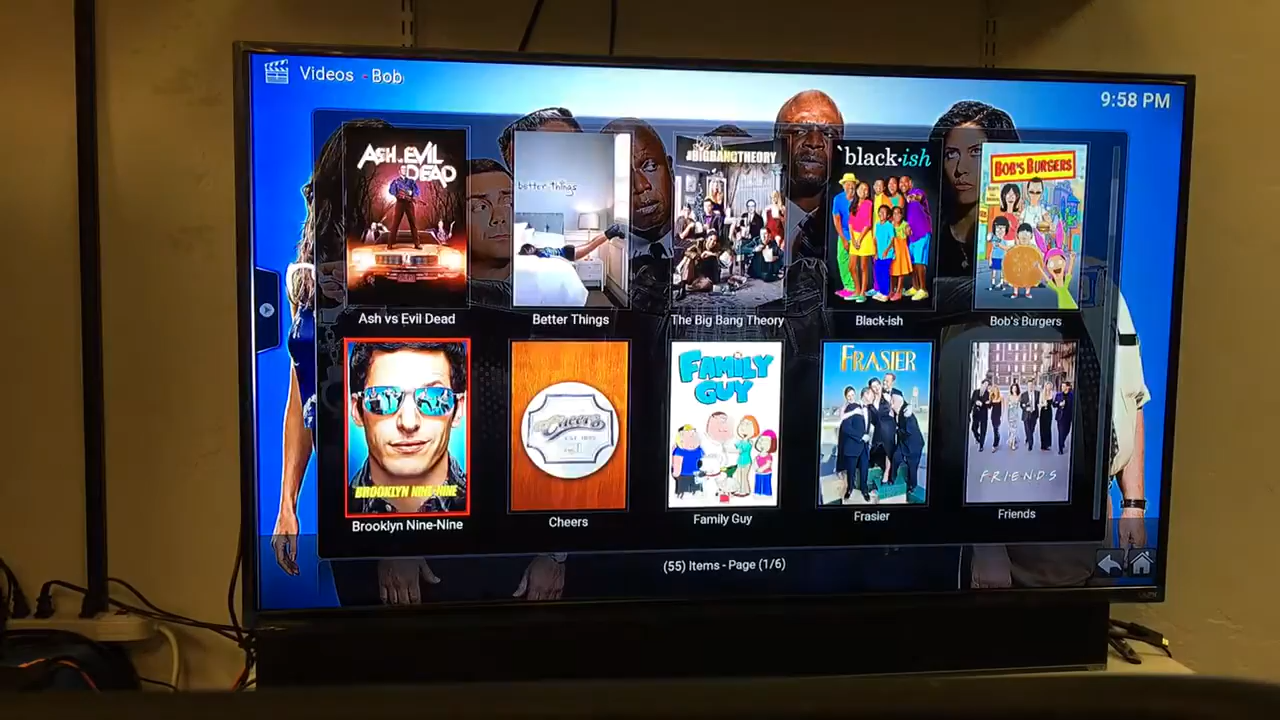 Videos - Bob
9:58 PM
ASH vs EVIL DEAD
better things
#BIGBANGTHEORY
black-ish
BOB'S BURGERS
Ash vs Evil Dead
Better Things
The Big Bang Theory
Black-ish
Bob's Burgers
BROOKLYN NINE-NINE
Cheers
FAMILY GUY
FRASIER
F·R·I·E·N·D·S
Brooklyn Nine-Nine
Cheers
Family Guy
Frasier
Friends
(55) Items - Page (1/6)
VIZIO